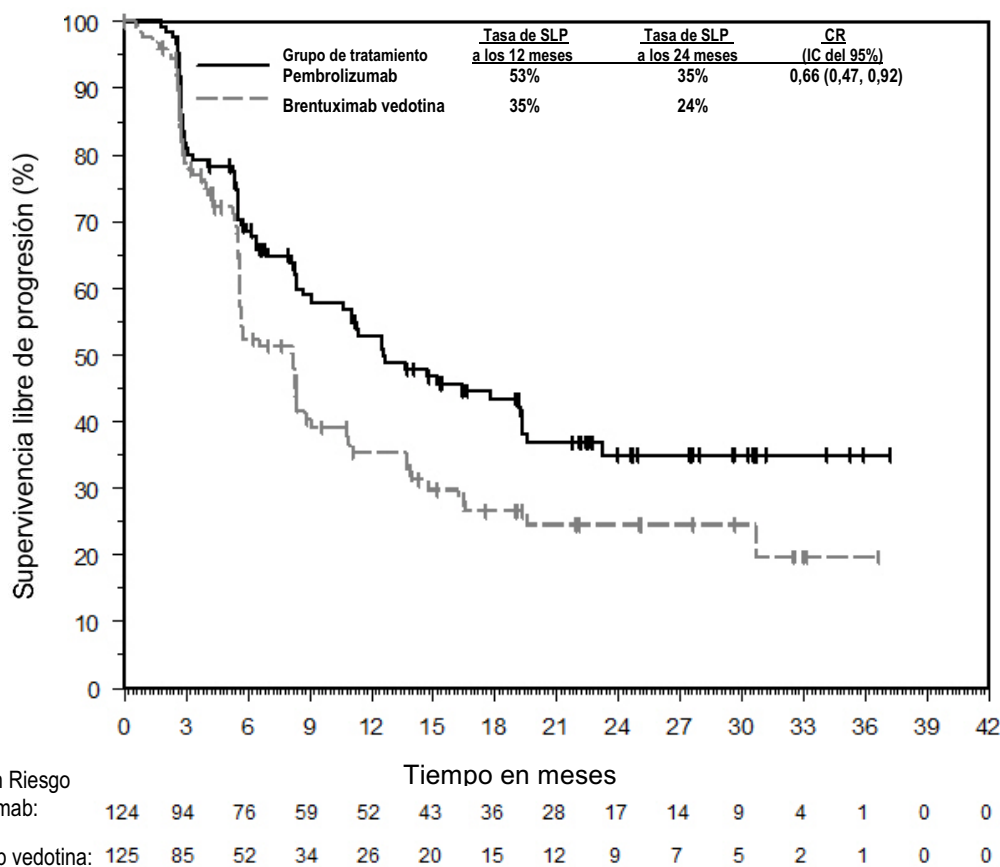 Tasa de SLP Tasa de SLP CR
Grupo de tratamiento a los 12 meses a los 24 meses (IC del 95%)
Pembrolizumab 53% 35% 0,66 (0,47, 0,92)
Brentuximab vedotina 35% 24%
Supervivencia libre de progresión (%)
100
90
80
70
60
50
40
30
20
10
0
0 3 6 9 12 15 18 21 24 27 30 33 36 39 42
Tiempo en meses
Riesgo
mab: 124 94 76 59 52 43 36 28 17 14 9 4 1 0 0
vedotina: 125 85 52 34 26 20 15 12 9 7 5 2 1 0 0